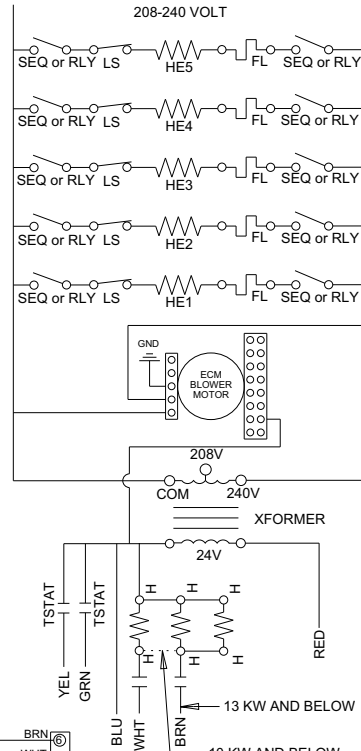 208-240 VOLT
SEQ or RLY LS HE5 FL SEQ or RLY
SEQ or RLY LS HE4 FL SEQ or RLY
SEQ or RLY LS HE3 FL SEQ or RLY
SEQ or RLY LS HE2 FL SEQ or RLY
SEQ or RLY LS HE1 FL SEQ or RLY
GND
ECM
BLOWER
MOTOR
208V
COM 240V
XFORMER
24V
TSTAT TSTAT H H H
H H H
YEL GRN BLU WHT BRN RED
13 KW AND BELOW
BRN 6